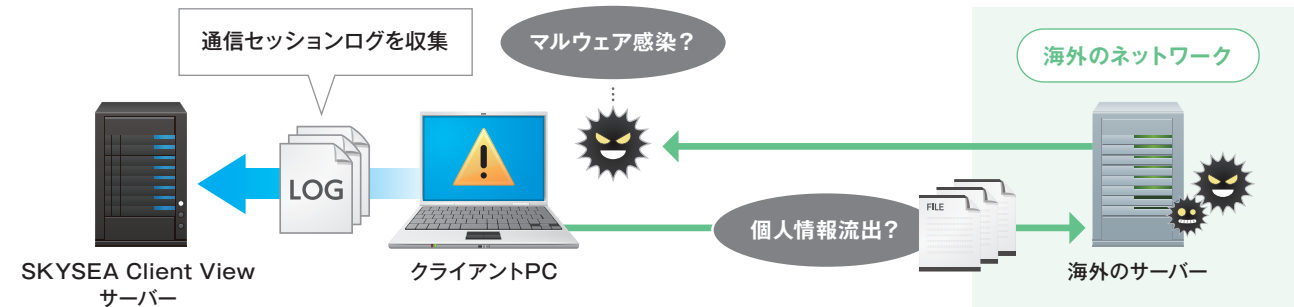 通信セッションログを収集
マルウェア感染?
海外のネットワーク
LOG
個人情報流出?
FILE
SKYSEA Client View
サーバー
クライアントPC
海外のサーバー